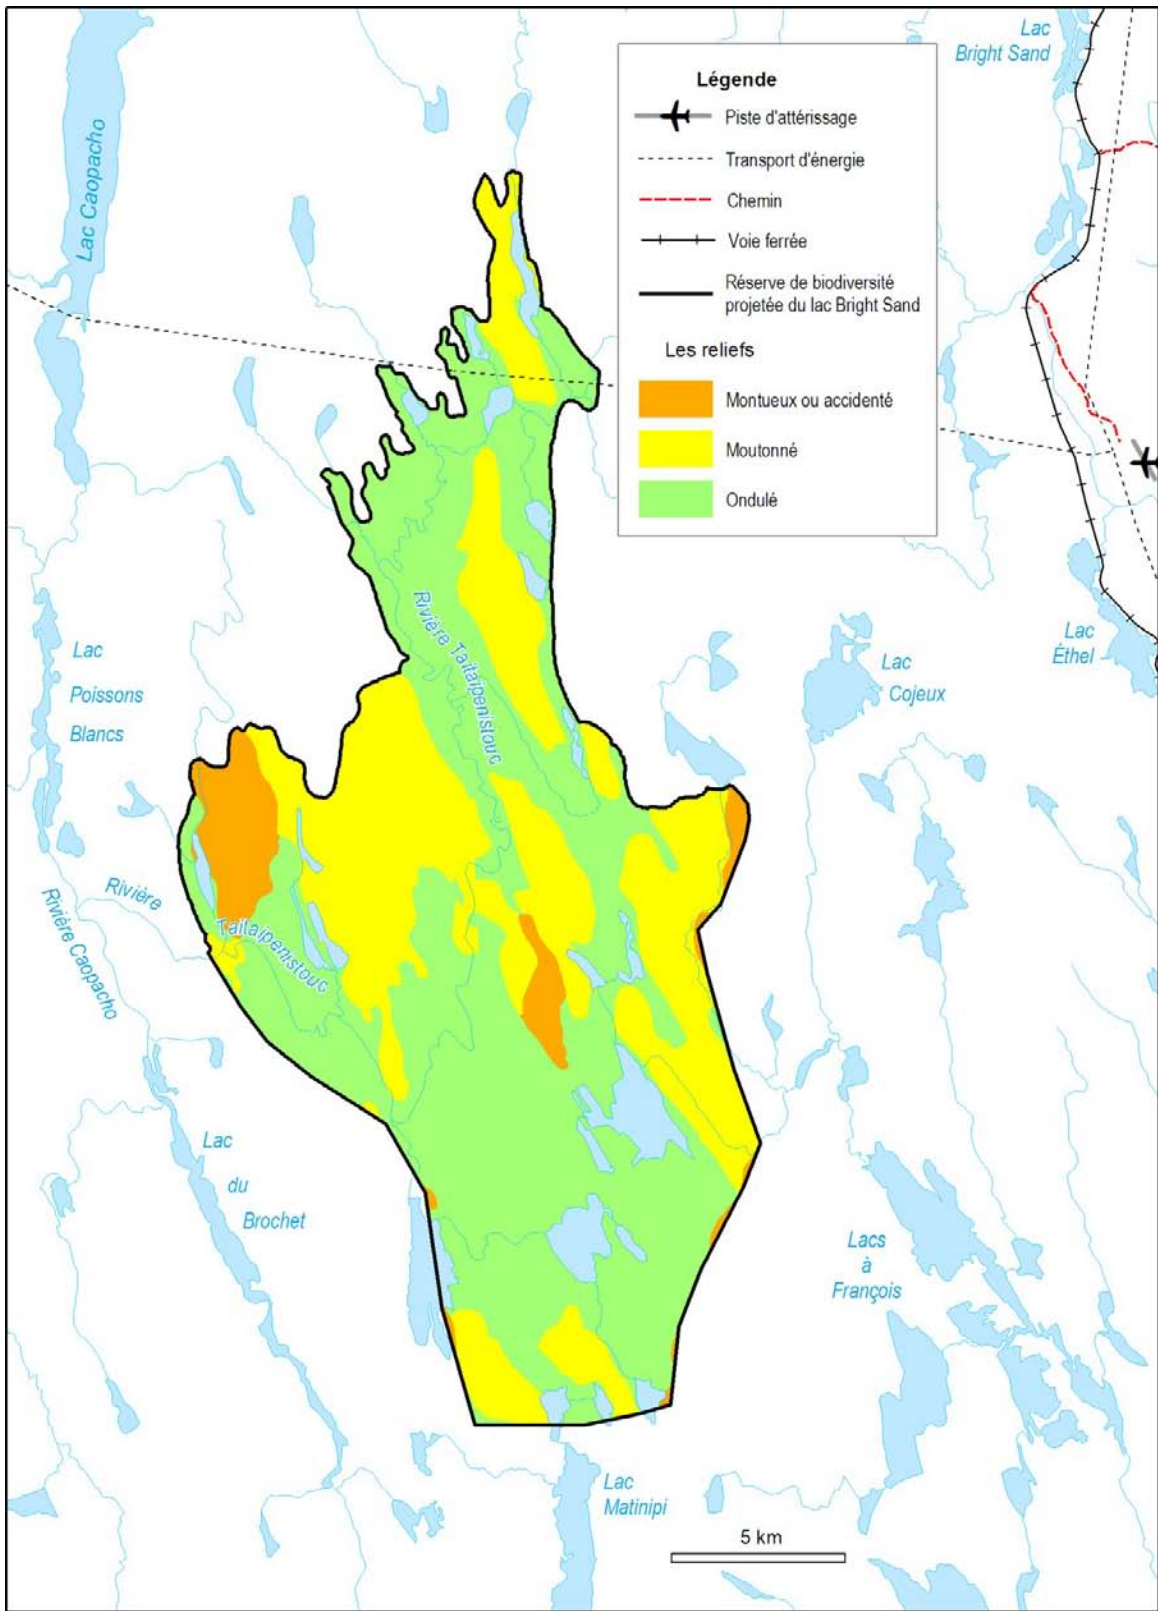 Lac
Bright Sand
Légende
Piste d'attérissage
Transport d'énergie
Chemin
Voie ferrée
Réserve de biodiversité
projetée du lac Bright Sand
Les reliefs
Montueux ou accidenté
Moutonné
Ondulé
Lac Caopacho
Rivière Taitaipenistouc
Lac
Poissons
Blancs
Lac
Éthel
Lac
Cojeux
Rivière
Taitaipenistouc
Rivière Caopacho
Lac
du
Brochet
Lacs
à
François
Lac
Matinipi
5 km